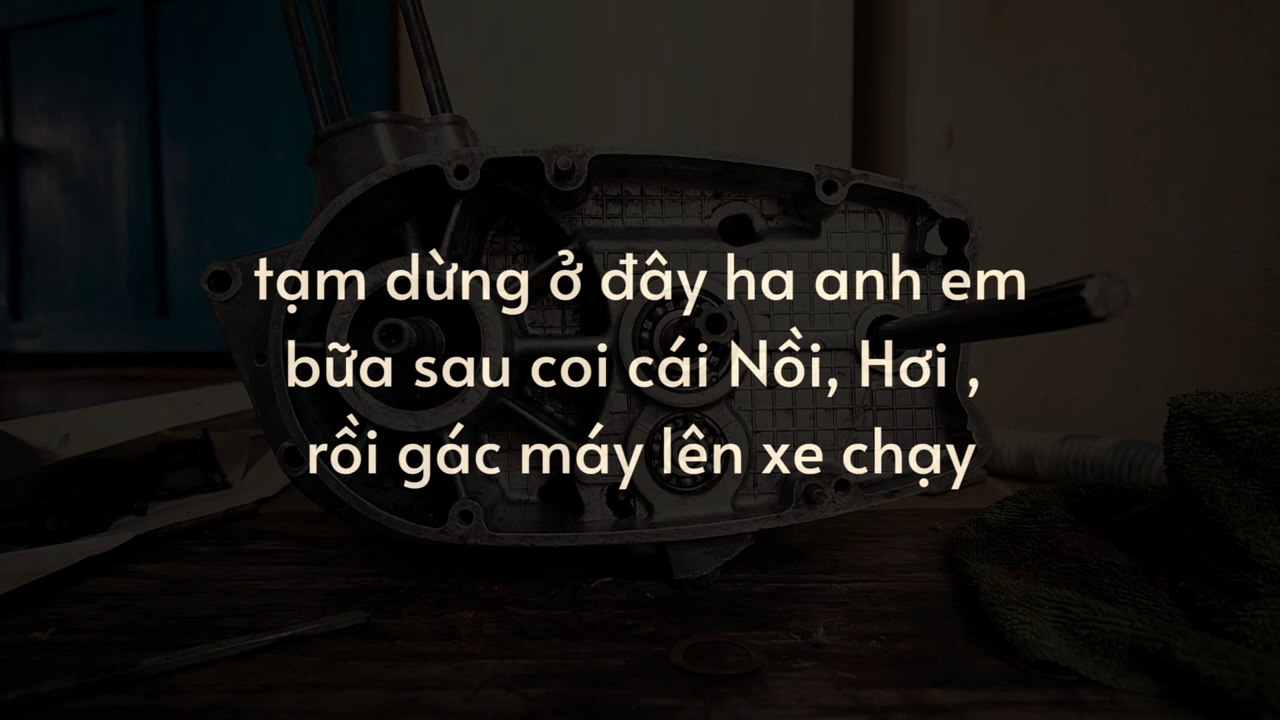 tạm dừng ở đây ha anh em
bữa sau coi cái Nồi, Hơi ,
rồi gác máy lên xe chạy